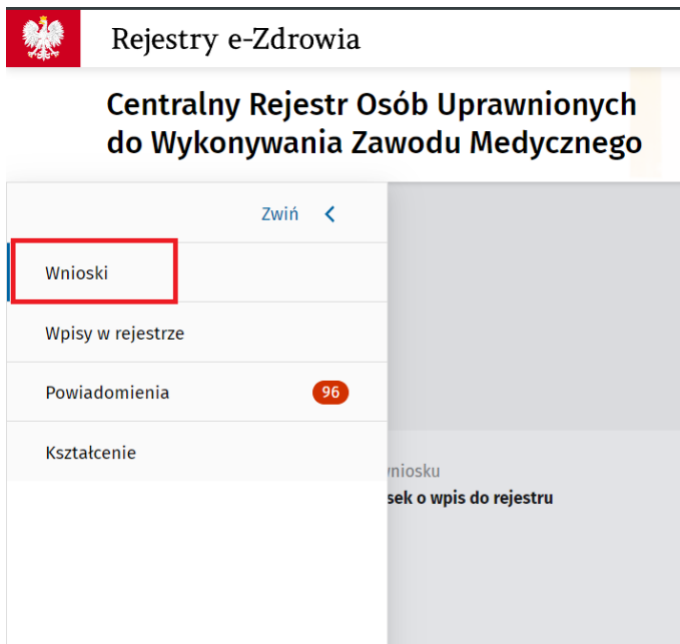 Rejestry e-Zdrowia
Centralny Rejestr Osób Uprawnionych
do Wykonywania Zawodu Medycznego
Zwiń
Wnioski
Wpisy w rejestrze
Powiadomienia 96
Kształcenie
wniosku
sek o wpis do rejestru